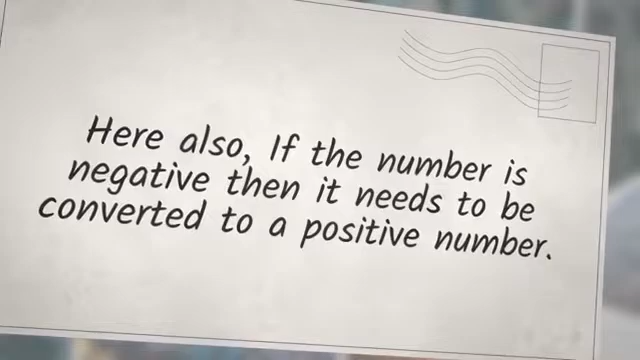 Here also, If the number is
negative then it needs to be
converted to a positive number.